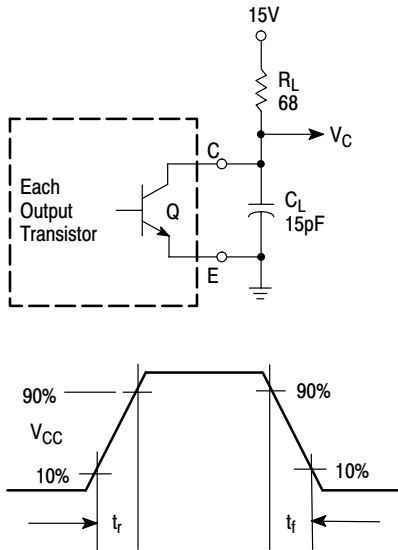 15V
R_L
68
V_C
C
Each
Output
Transistor
Q
C_L
15pF
E
90%
90%
V_CC
10%
10%
t_r
t_f